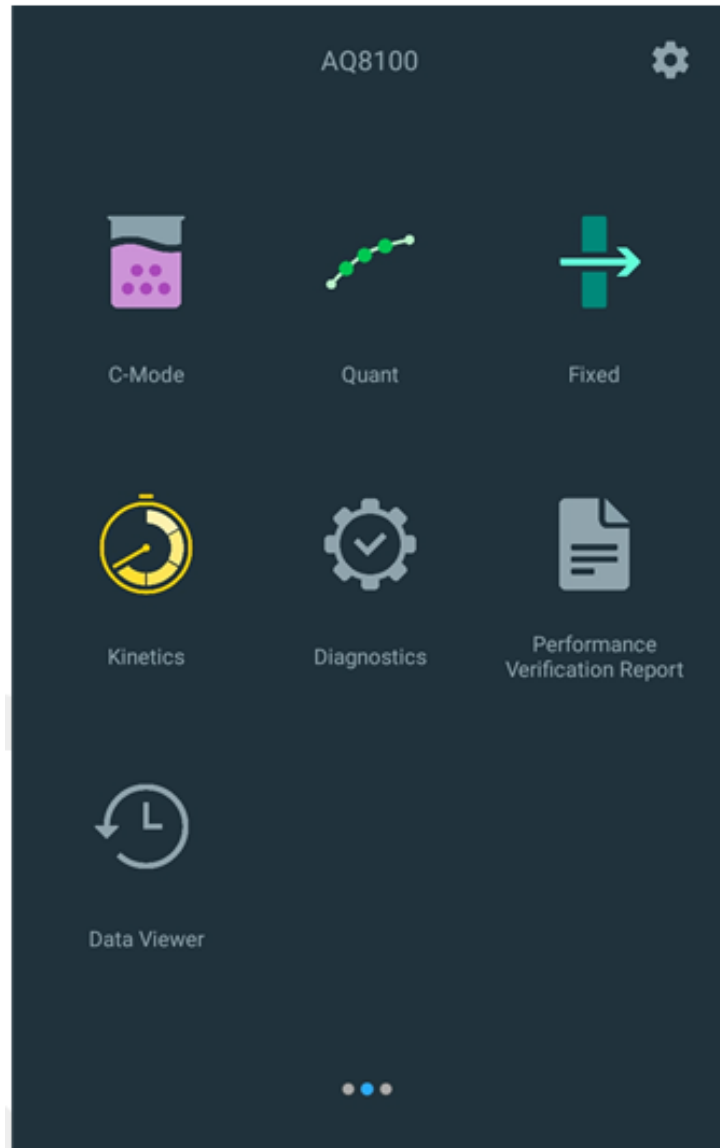 AQ8100
C-Mode
Quant
Fixed
Kinetics
Diagnostics
Performance
Verification Report
Data Viewer